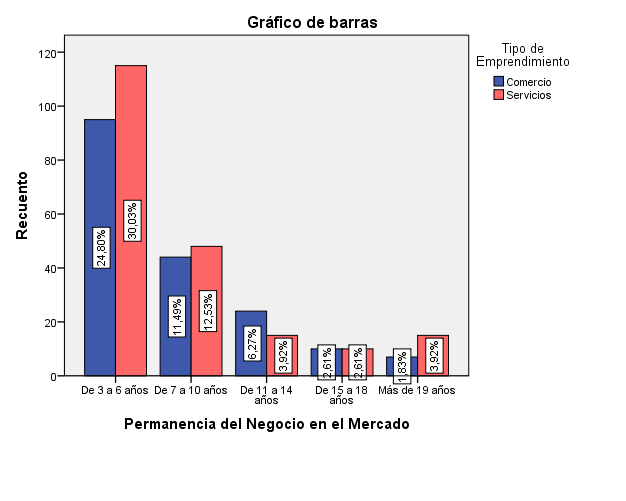 Gráfico de barras
Tipo de
Emprendimiento
Comercio
Servicios
Recuento
120
100
80
60
40
20
0
24,80%
30,03%
11,49%
12,53%
6,27%
3,92%
2,61%
2,61%
1,83%
3,92%
De 3 a 6 años
De 7 a 10 años
De 11 a 14
años
De 15 a 18
años
Más de 19 años
Permanencia del Negocio en el Mercado